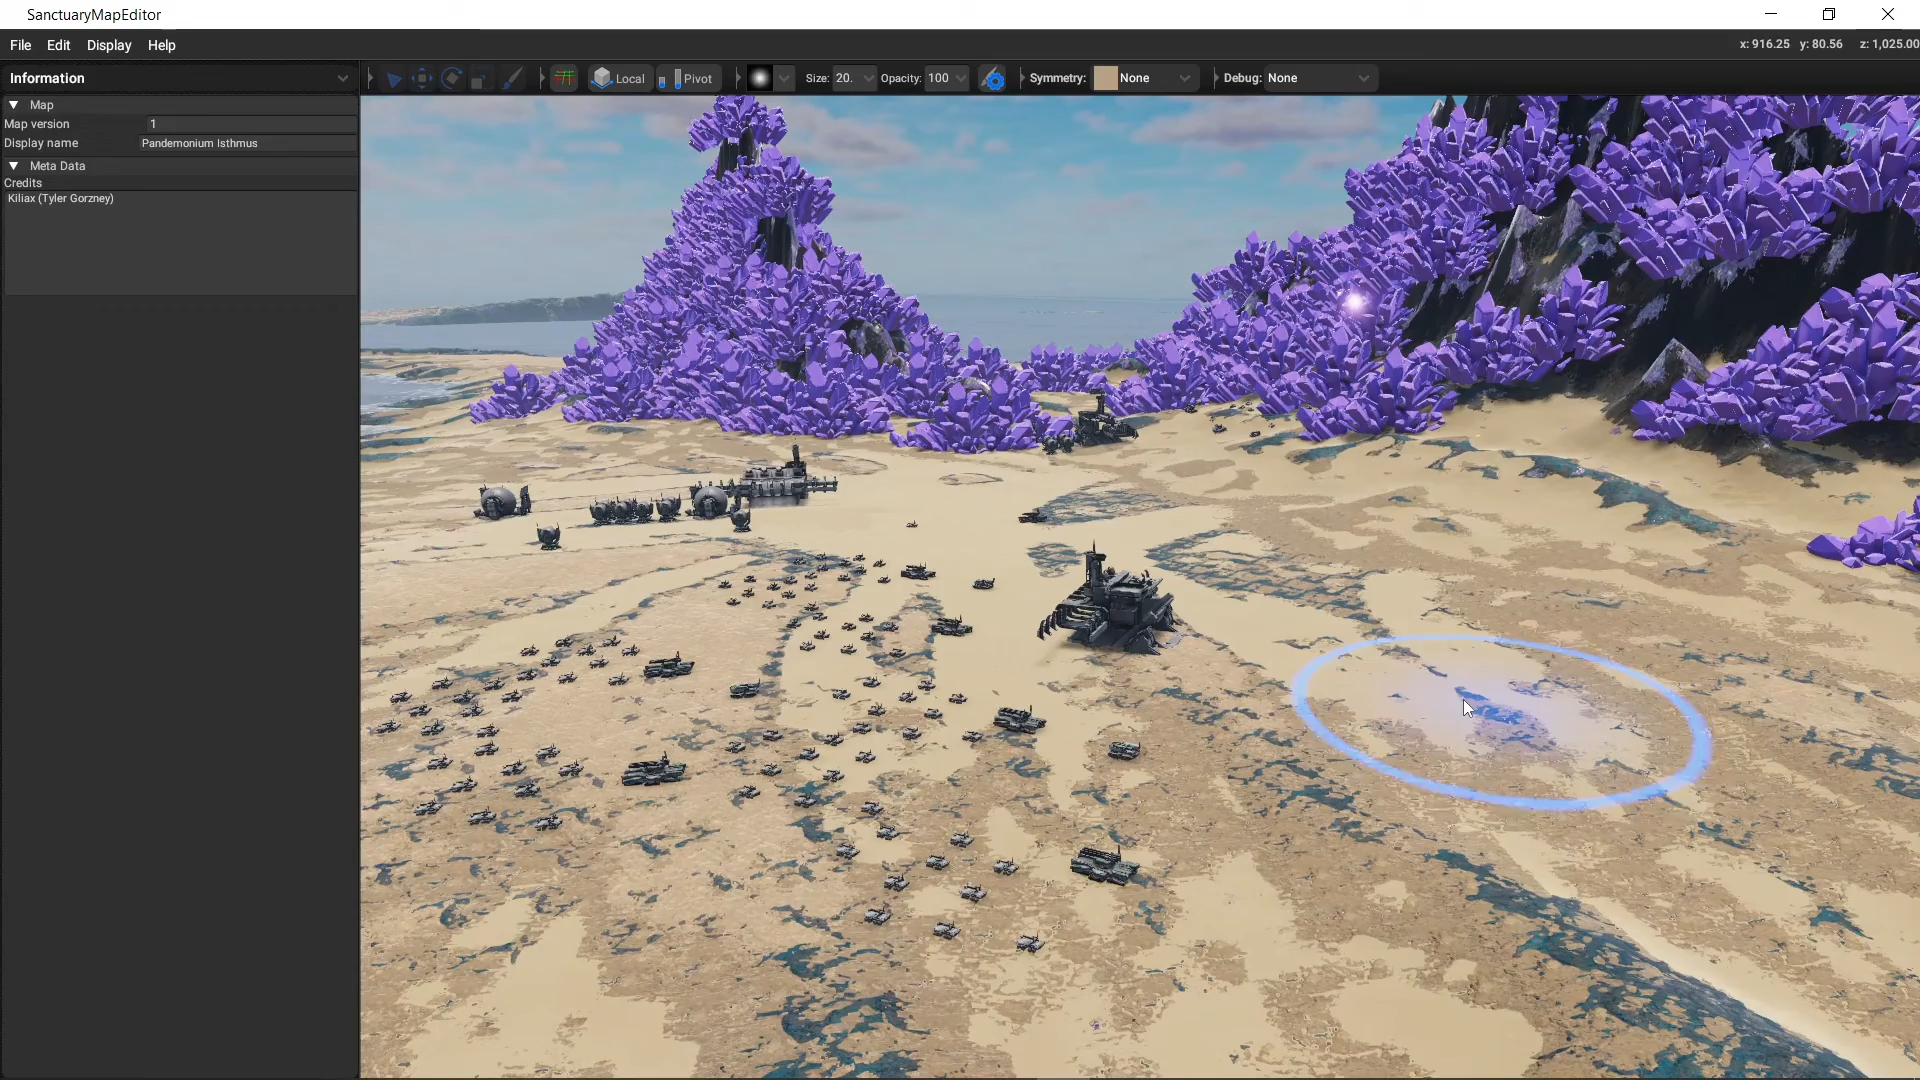 SanctuaryMapEditor
File Edit Display Help
x: 916.25 y: 80.56 z: 1,025.00
Information
Local Pivot Size: 20. Opacity: 100 Symmetry: None Debug: None
Map
Map version 1
Display name Pandemonium Isthmus
Meta Data
Credits
Kiliax (Tyler Gorzney)